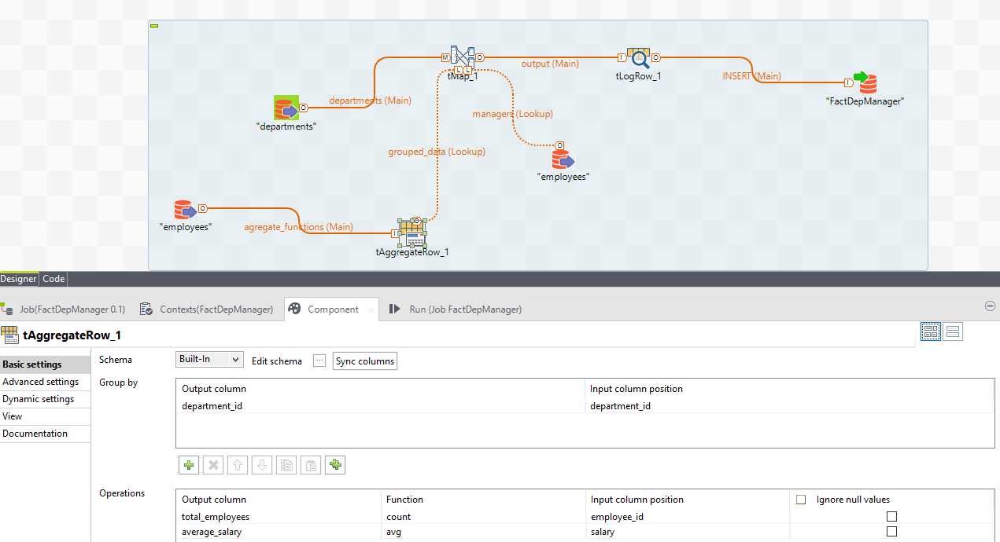 tMap_1
output (Main)
tLogRow_1
INSERT (Main)
"FactDepManager"
departments (Main)
"departments"
managers (Lookup)
grouped_data (Lookup)
"employees"
"employees"
agregate_functions (Main)
tAggregateRow_1
M
O
L
L
I
O
I
O
O
O
I
O
Designer
Code
Job(FactDepManager 0.1)
Contexts(FactDepManager)
Component
Run (Job FactDepManager)
tAggregateRow_1
Basic settings
Advanced settings
Dynamic settings
View
Documentation
Schema
Built-In
Edit schema
...
Sync columns
Group by
Output column
Input column position
department_id
department_id
Operations
Output column
Function
Input column position
Ignore null values
total_employees
count
employee_id
average_salary
avg
salary